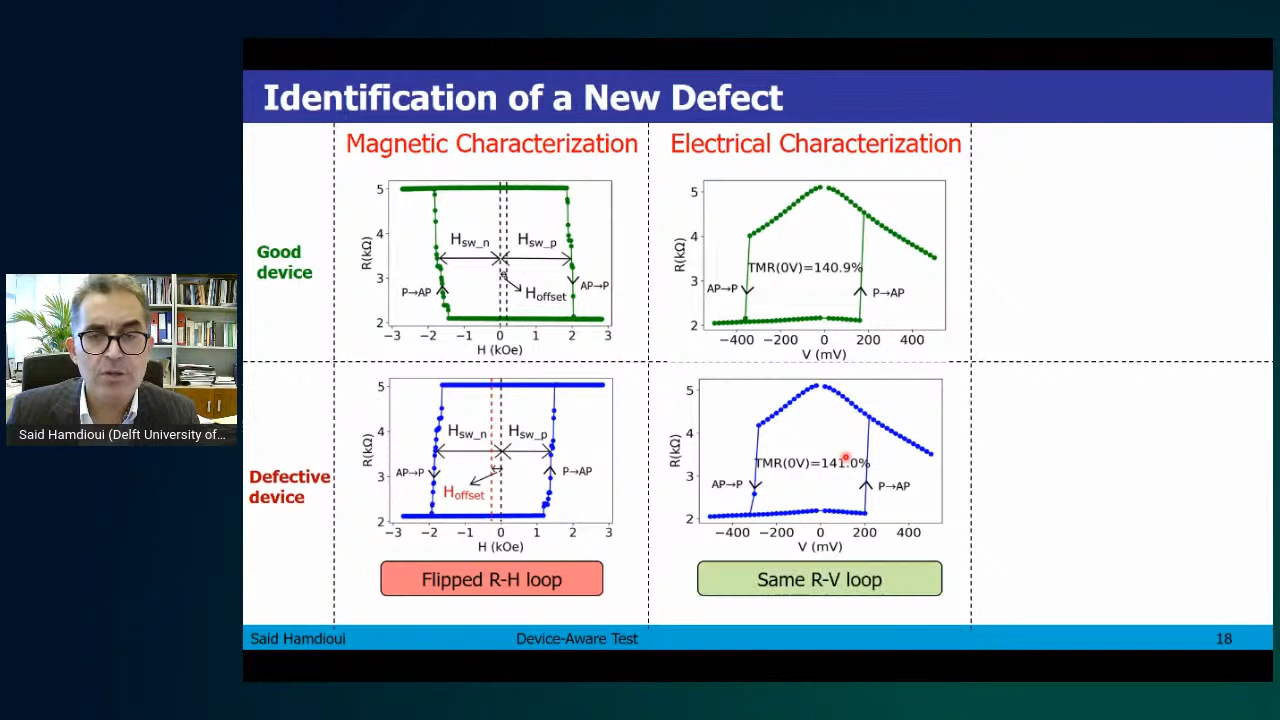 Identification of a New Defect
Magnetic Characterization
Electrical Characterization
Good
device
R(kΩ)
5
4
3
2
H_sw_n
H_sw_p
H_offset
P→AP
AP→P
−3 −2 −1 0 1 2 3
H (kOe)
R(kΩ)
5
4
3
2
TMR(0V)=140.9%
AP→P
P→AP
−400 −200 0 200 400
V (mV)
Defective
device
R(kΩ)
5
4
3
2
H_sw_n
H_sw_p
AP→P
P→AP
H_offset
−3 −2 −1 0 1 2 3
H (kOe)
Flipped R-H loop
R(kΩ)
5
4
3
2
TMR(0V)=141.0%
AP→P
P→AP
−400 −200 0 200 400
V (mV)
Same R-V loop
Said Hamdioui (Delft University of...
Said Hamdioui
Device-Aware Test
18